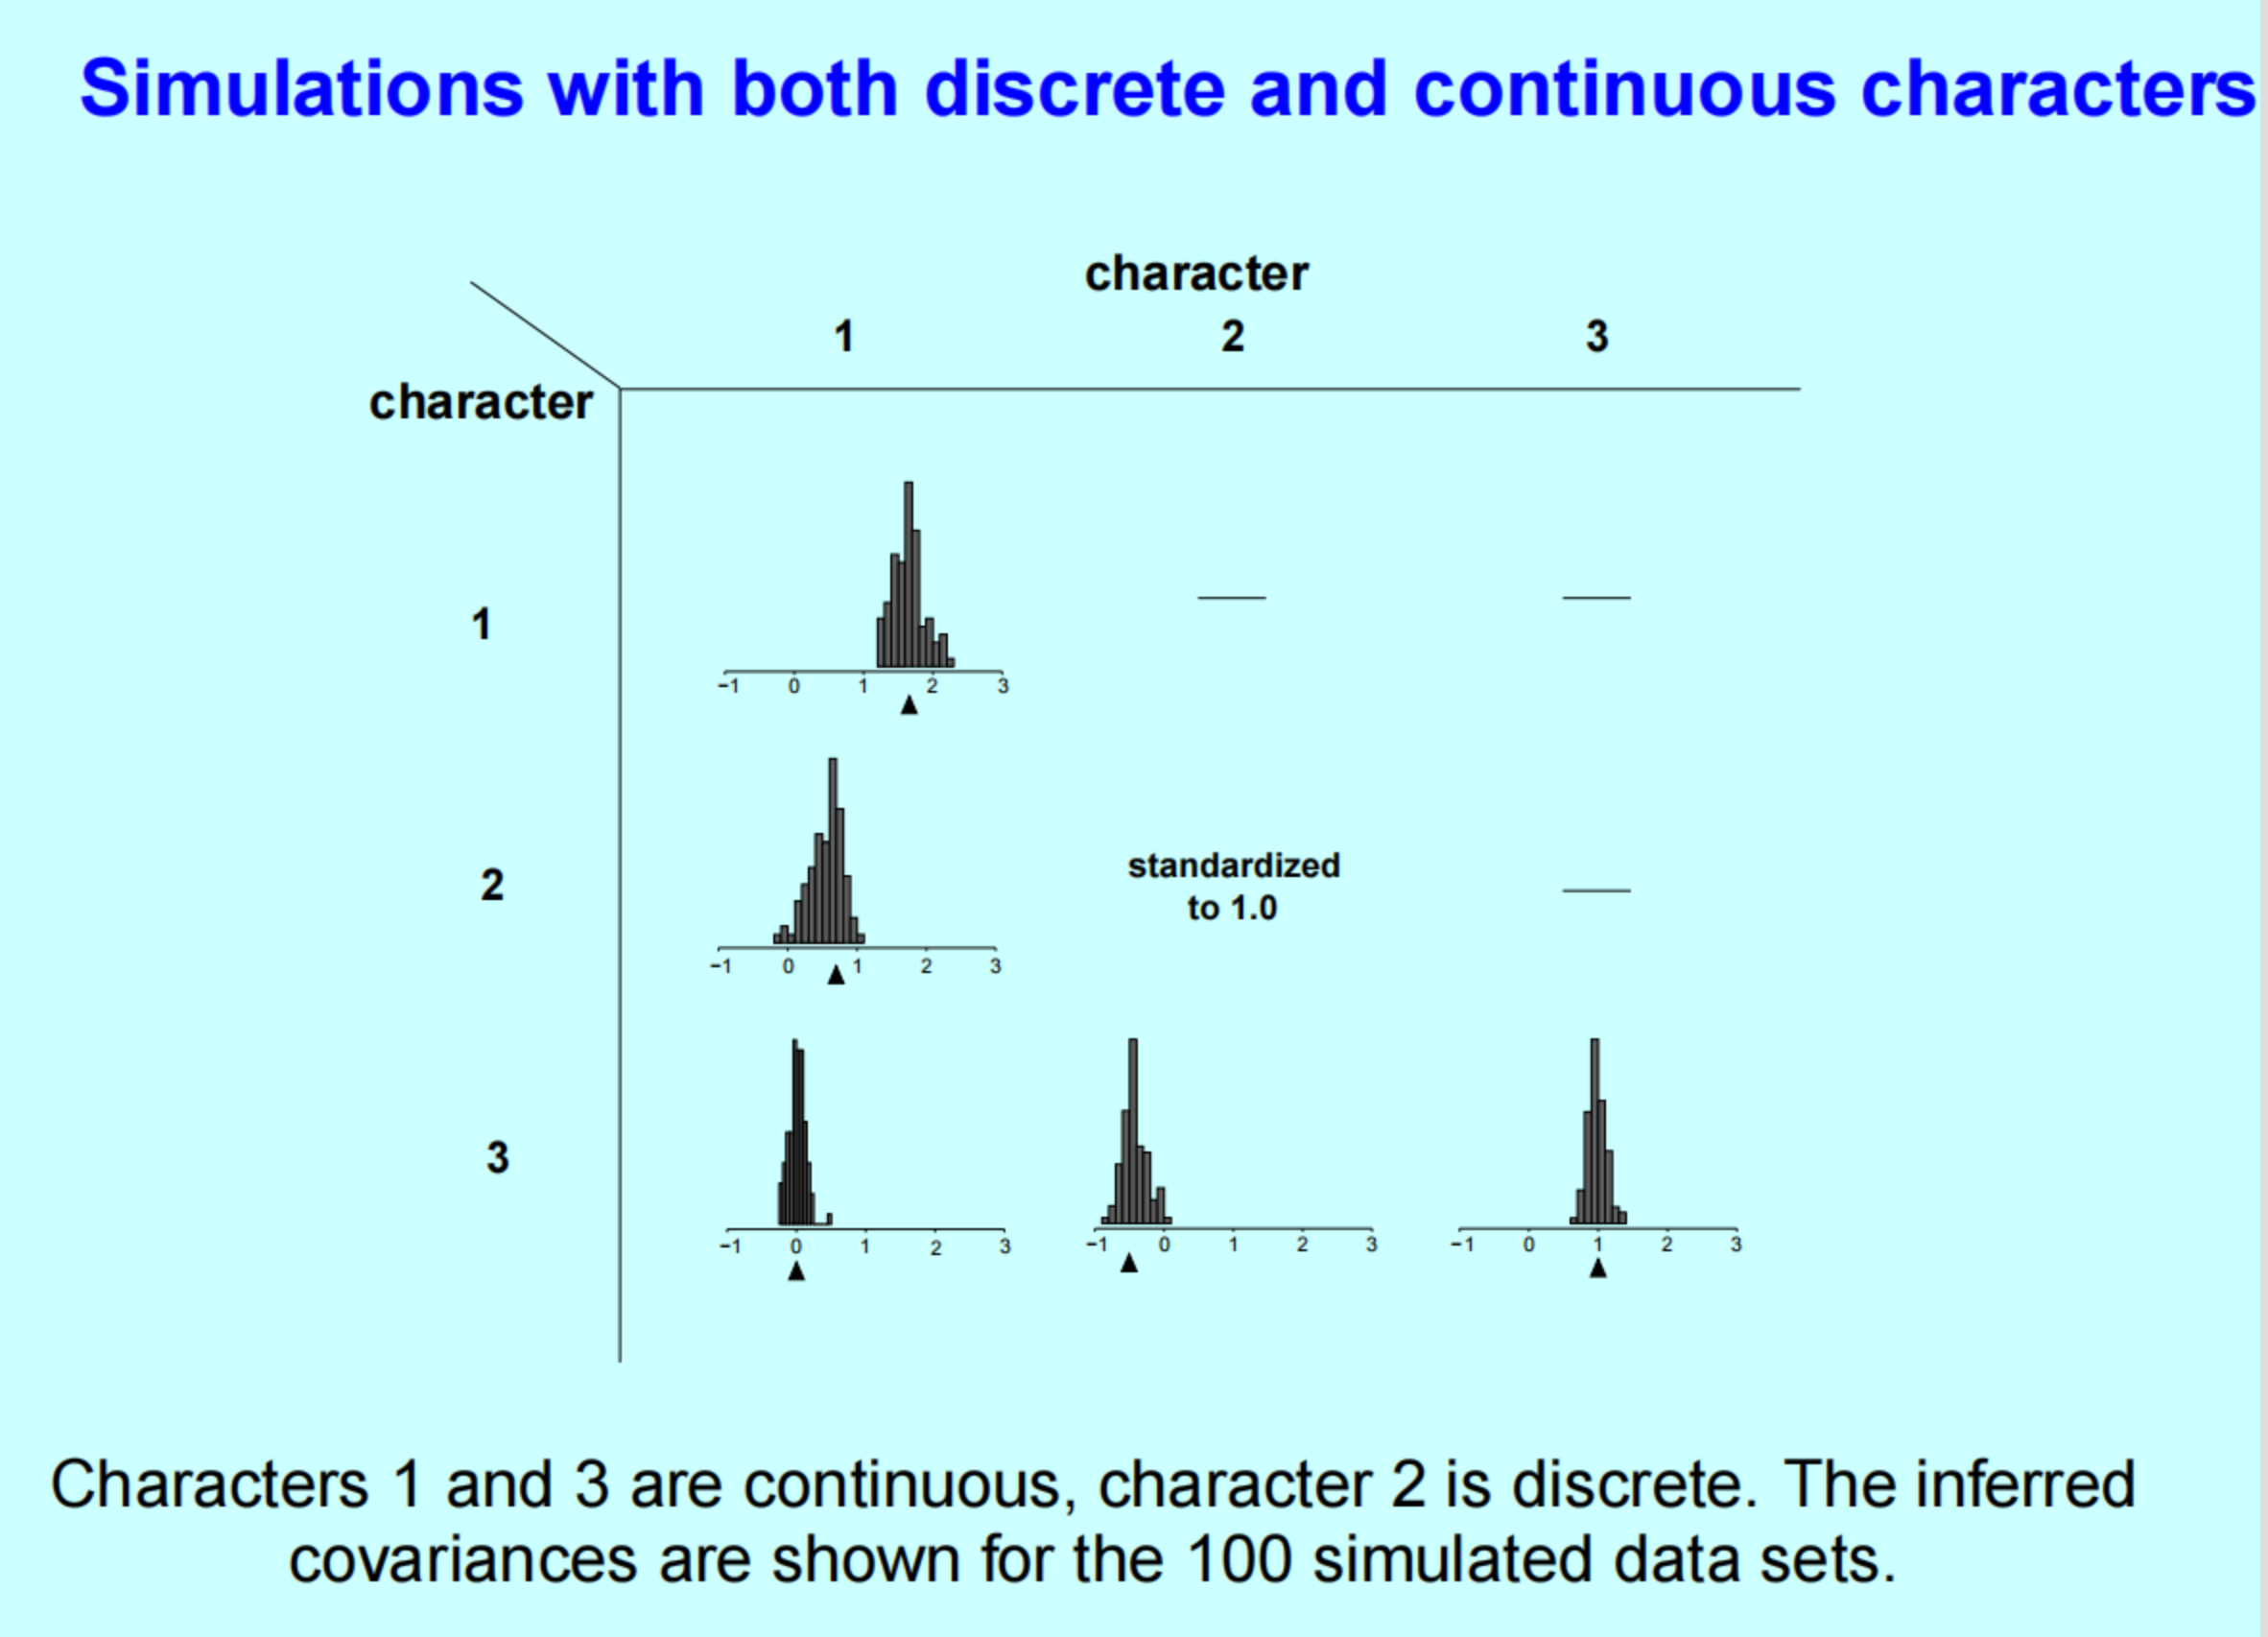 Simulations with both discrete and continuous characters
character
1 2 3
character
1
−1 0 1 2 3
2
standardized
to 1.0
−1 0 1 2 3
3
−1 0 1 2 3
−1 0 1 2 3
−1 0 1 2 3
Characters 1 and 3 are continuous, character 2 is discrete. The inferred
covariances are shown for the 100 simulated data sets.